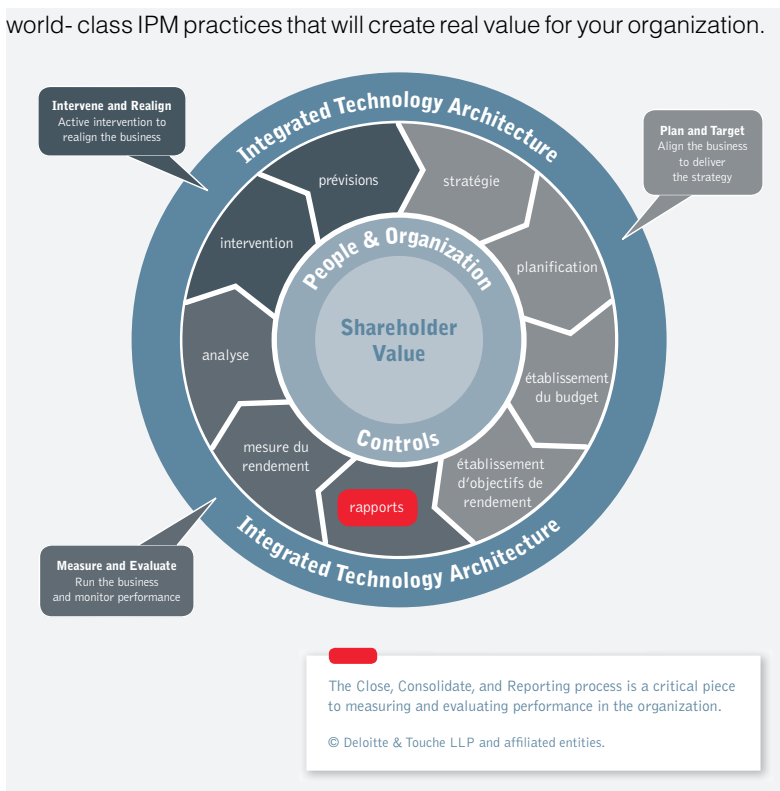 world- class IPM practices that will create real value for your organization.
Integrated Technology Architecture
Intervene and Realign
Active intervention to
realign the business
Plan and Target
Align the business
to deliver
the strategy
prévisions
stratégie
intervention
planification
People & Organization
Shareholder
Value
analyse
établissement
du budget
Controls
mesure du
rendement
établissement
d'objectifs de
rendement
rapports
Integrated Technology Architecture
Measure and Evaluate
Run the business
and monitor performance
The Close, Consolidate, and Reporting process is a critical piece
to measuring and evaluating performance in the organization.
© Deloitte & Touche LLP and affiliated entities.